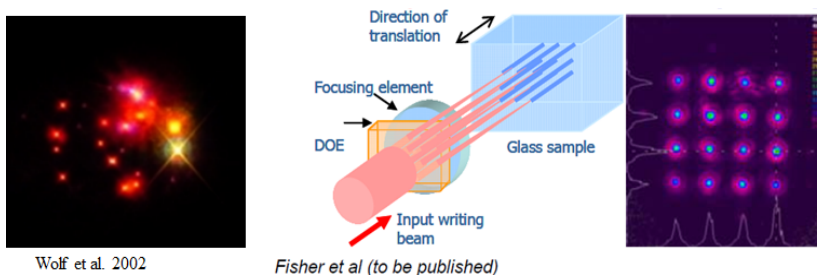 Direction of
translation
Focusing element
DOE
Glass sample
Input writing
beam
Wolf et al. 2002
Fisher et al (to be published)